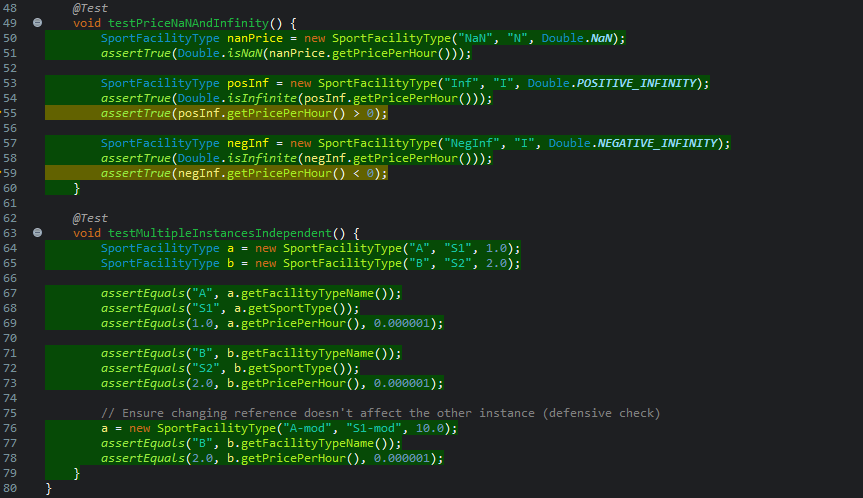 48 @Test
49 void testPriceNaNAndInfinity() {
50 SportFacilityType nanPrice = new SportFacilityType("NaN", "N", Double.NaN);
51 assertTrue(Double.isNaN(nanPrice.getPricePerHour()));
52
53 SportFacilityType posInf = new SportFacilityType("Inf", "I", Double.POSITIVE_INFINITY);
54 assertTrue(Double.isInfinite(posInf.getPricePerHour()));
55 assertTrue(posInf.getPricePerHour() > 0);
56
57 SportFacilityType negInf = new SportFacilityType("NegInf", "I", Double.NEGATIVE_INFINITY);
58 assertTrue(Double.isInfinite(negInf.getPricePerHour()));
59 assertTrue(negInf.getPricePerHour() < 0);
60 }
61
62 @Test
63 void testMultipleInstancesIndependent() {
64 SportFacilityType a = new SportFacilityType("A", "S1", 1.0);
65 SportFacilityType b = new SportFacilityType("B", "S2", 2.0);
66
67 assertEquals("A", a.getFacilityTypeName());
68 assertEquals("S1", a.getSportType());
69 assertEquals(1.0, a.getPricePerHour(), 0.000001);
70
71 assertEquals("B", b.getFacilityTypeName());
72 assertEquals("S2", b.getSportType());
73 assertEquals(2.0, b.getPricePerHour(), 0.000001);
74
75 // Ensure changing reference doesn't affect the other instance (defensive check)
76 a = new SportFacilityType("A-mod", "S1-mod", 10.0);
77 assertEquals("B", b.getFacilityTypeName());
78 assertEquals(2.0, b.getPricePerHour(), 0.000001);
79 }
80 }